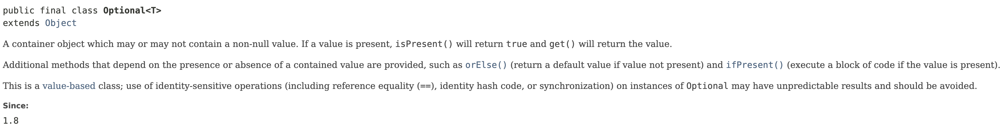 public final class Optional<T>
extends Object
A container object which may or may not contain a non-null value. If a value is present, isPresent() will return true and get() will return the value.
Additional methods that depend on the presence or absence of a contained value are provided, such as orElse() (return a default value if value not present) and ifPresent() (execute a block of code if the value is present).
This is a value-based class; use of identity-sensitive operations (including reference equality (==), identity hash code, or synchronization) on instances of Optional may have unpredictable results and should be avoided.
Since:
1.8